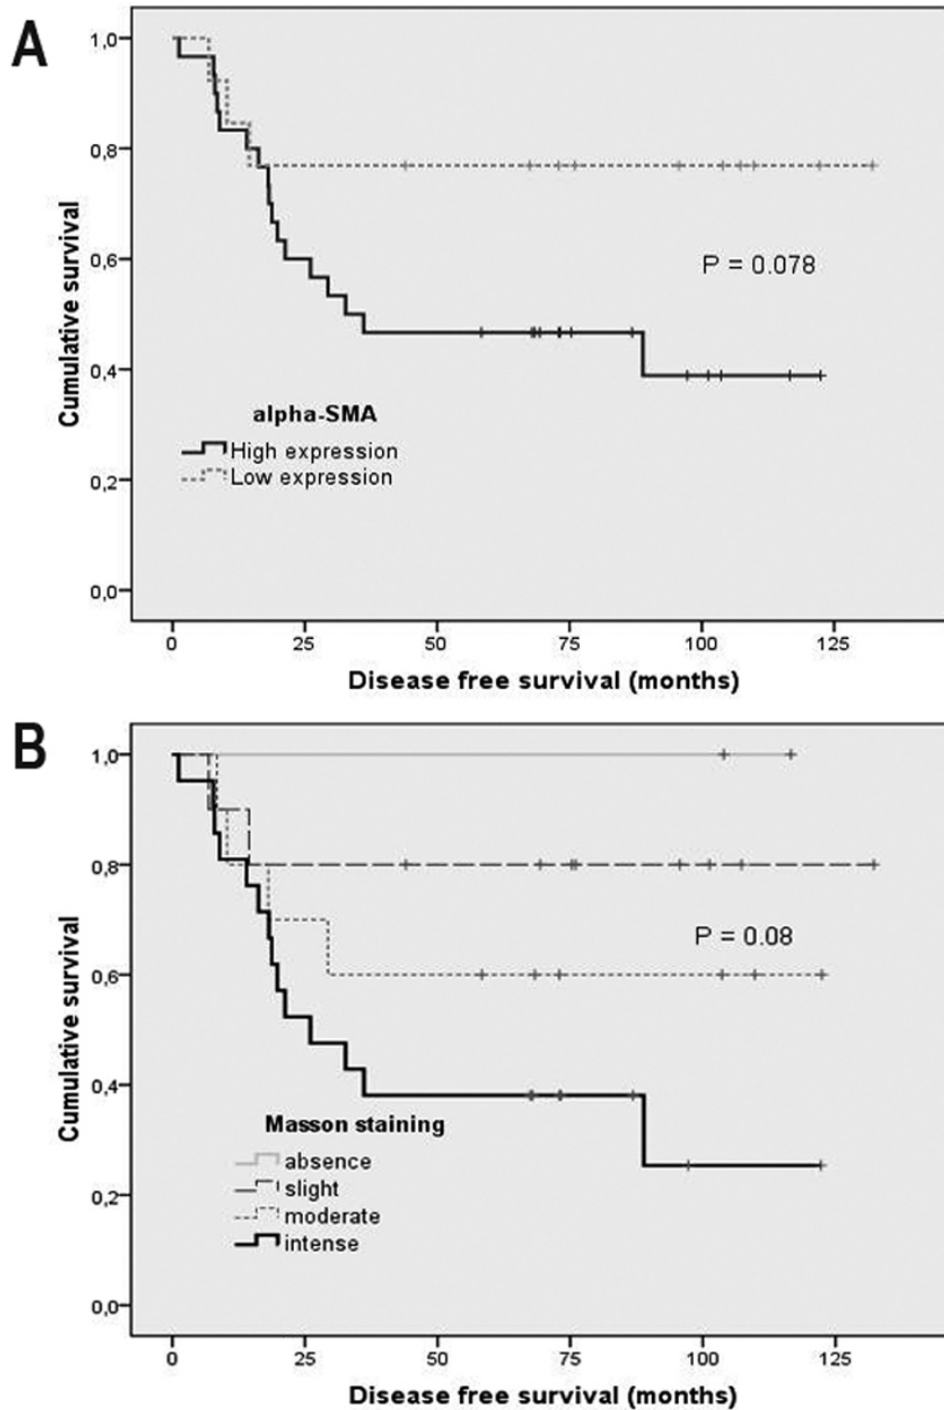 A
1,0
0,8
0,6
0,4
0,2
0,0
Cumulative survival
P = 0.078
alpha-SMA
High expression
Low expression
0 25 50 75 100 125
Disease free survival (months)
B
1,0
0,8
0,6
0,4
0,2
0,0
Cumulative survival
P = 0.08
Masson staining
absence
slight
moderate
intense
0 25 50 75 100 125
Disease free survival (months)